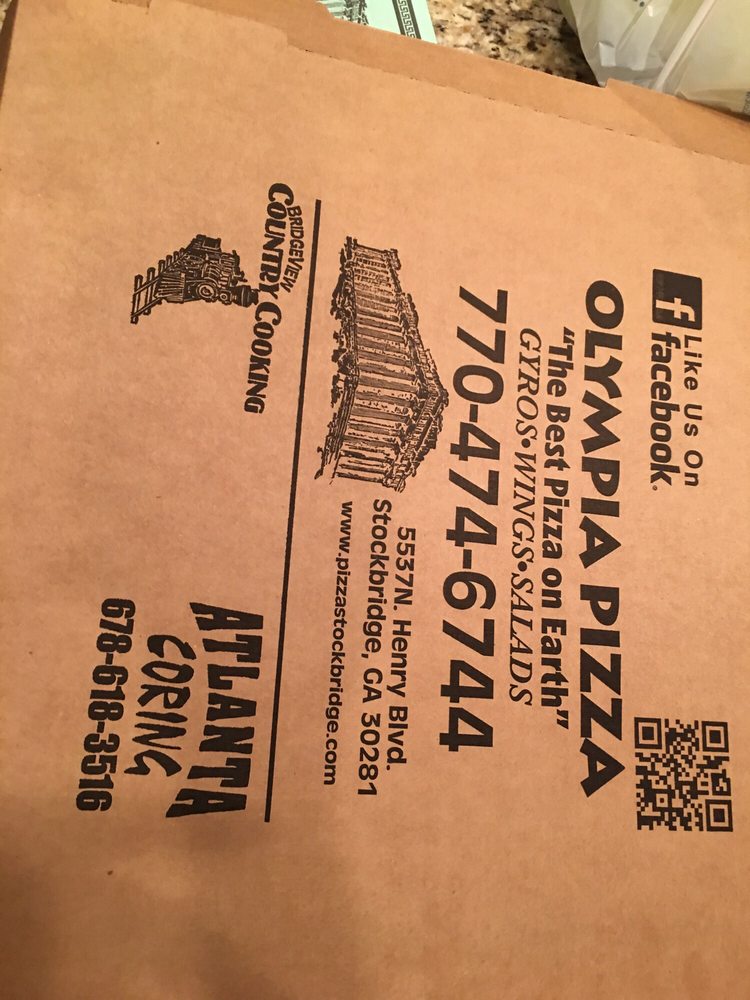 Like Us On
facebook.
OLYMPIA PIZZA
"The Best Pizza on Earth"
GYROS•WINGS•SALADS
770-474-6744
5537N. Henry Blvd.
Stockbridge, GA 30281
www.pizzastockbridge.com
BRIDGEVIEW
COUNTRY COOKING
ATLANTA
CORING
678-618-3516